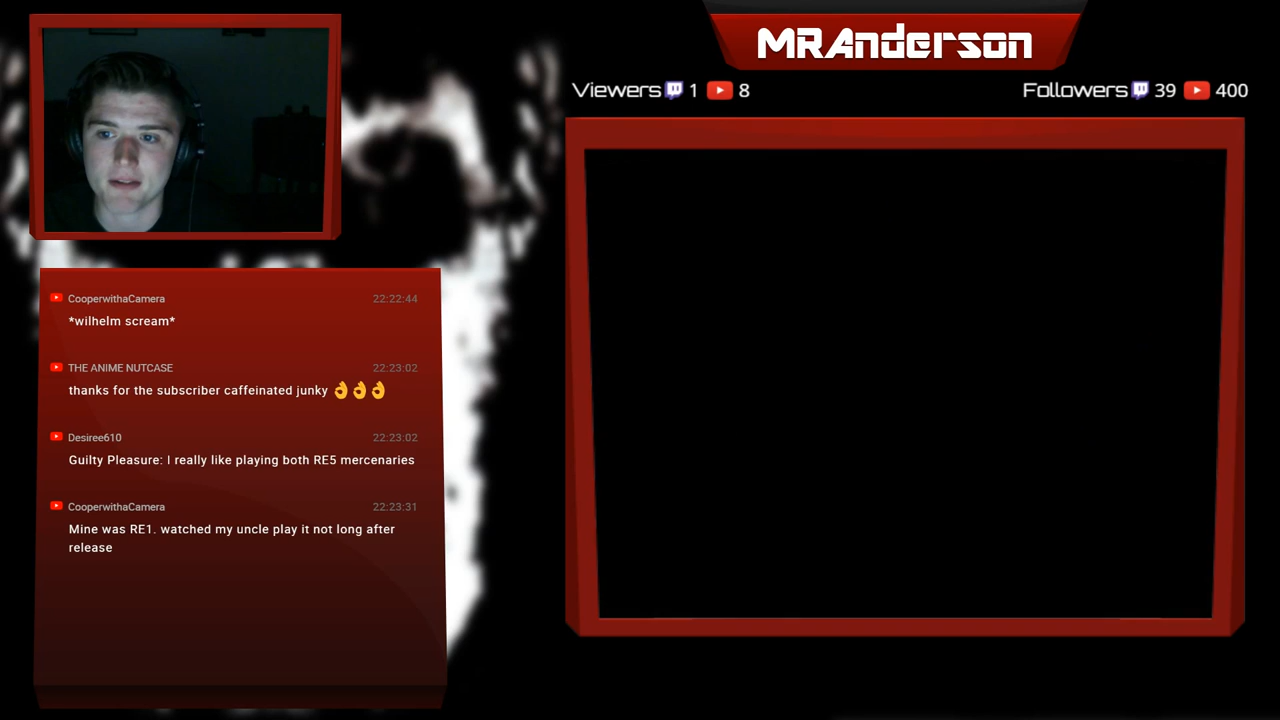 MRAnderson
Viewers 1 8
Followers 39 400
CooperwithaCamera 22:22:44
*wilhelm scream*
THE ANIME NUTCASE 22:23:02
thanks for the subscriber caffeinated junky 👌👌👌
Desiree610 22:23:02
Guilty Pleasure: I really like playing both RE5 mercenaries
CooperwithaCamera 22:23:31
Mine was RE1. watched my uncle play it not long after
release